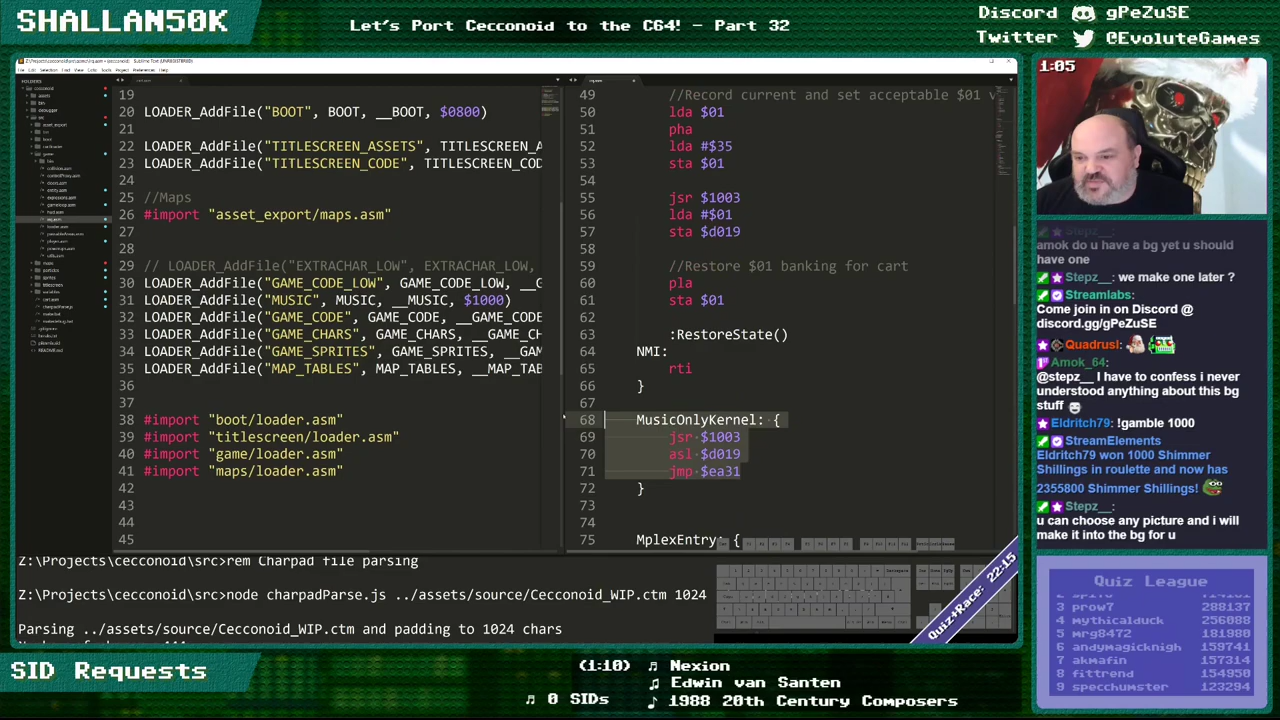 SHALLAN50K
Let's Port Cecconoid to the C64! - Part 32
Discord gPeZuSE
Twitter @EvoluteGames
19
20 LOADER_AddFile("BOOT", BOOT, __BOOT, $0800)
21
22 LOADER_AddFile("TITLESCREEN_ASSETS", TITLESCREEN_A
23 LOADER_AddFile("TITLESCREEN_CODE", TITLESCREEN_COD
24
25 //Maps
26 #import "asset_export/maps.asm"
27
28
29 // LOADER_AddFile("EXTRACHAR_LOW", EXTRACHAR_LOW,
30 LOADER_AddFile("GAME_CODE_LOW", GAME_CODE_LOW, __G
31 LOADER_AddFile("MUSIC", MUSIC, __MUSIC, $1000)
32 LOADER_AddFile("GAME_CODE", GAME_CODE, __GAME_CODE
33 LOADER_AddFile("GAME_CHARS", GAME_CHARS, __GAME_CH
34 LOADER_AddFile("GAME_SPRITES", GAME_SPRITES, __GAM
35 LOADER_AddFile("MAP_TABLES", MAP_TABLES, __MAP_TAB
36
37
38 #import "boot/loader.asm"
39 #import "titlescreen/loader.asm"
40 #import "game/loader.asm"
41 #import "maps/loader.asm"
42
43
44
45
49 //Record current and set acceptable $01 v
50 lda $01
51 pha
52 lda #$35
53 sta $01
54
55 jsr $1003
56 lda #$01
57 sta $d019
58
59 //Restore $01 banking for cart
60 pla
61 sta $01
62
63 :RestoreState()
64 NMI:
65 rti
66 }
67
68 MusicOnlyKernel: {
69 jsr $1003
70 asl $d019
71 jmp $ea31
72 }
73
74
75 MplexEntry: {
Z:\Projects\cecconoid\src>rem Charpad file parsing
Z:\Projects\cecconoid\src>node charpadParse.js ../assets/source/Cecconoid_WIP.ctm 1024
Parsing ../assets/source/Cecconoid_WIP.ctm and padding to 1024 chars
Quiz+Race: 22:15
1:05
amok do u have a bg yet u should
have one
Stepz__: we make one later ?
Streamlabs:
Come join in on Discord @
discord.gg/gPeZuSE
Quadrusl:
Amok_64:
@stepz__ I have to confess i never
understood anything about this bg
stuff
Eldritch79: !gamble 1000
StreamElements
Eldritch79 won 1000 Shimmer
Shillings in roulette and now has
2355800 Shimmer Shillings!
Stepz__:
u can choose any picture and i will
make it into the bg for u
Quiz League
3 prow7 288137
4 mythicalduck 256088
5 mrg8472 181980
6 andymagicknigh 159741
7 akmafin 157314
8 fittrend 154950
9 specchumster 123294
SID Requests
(1:10) Nexion
Edwin van Santen
0 SIDs 1988 20th Century Composers